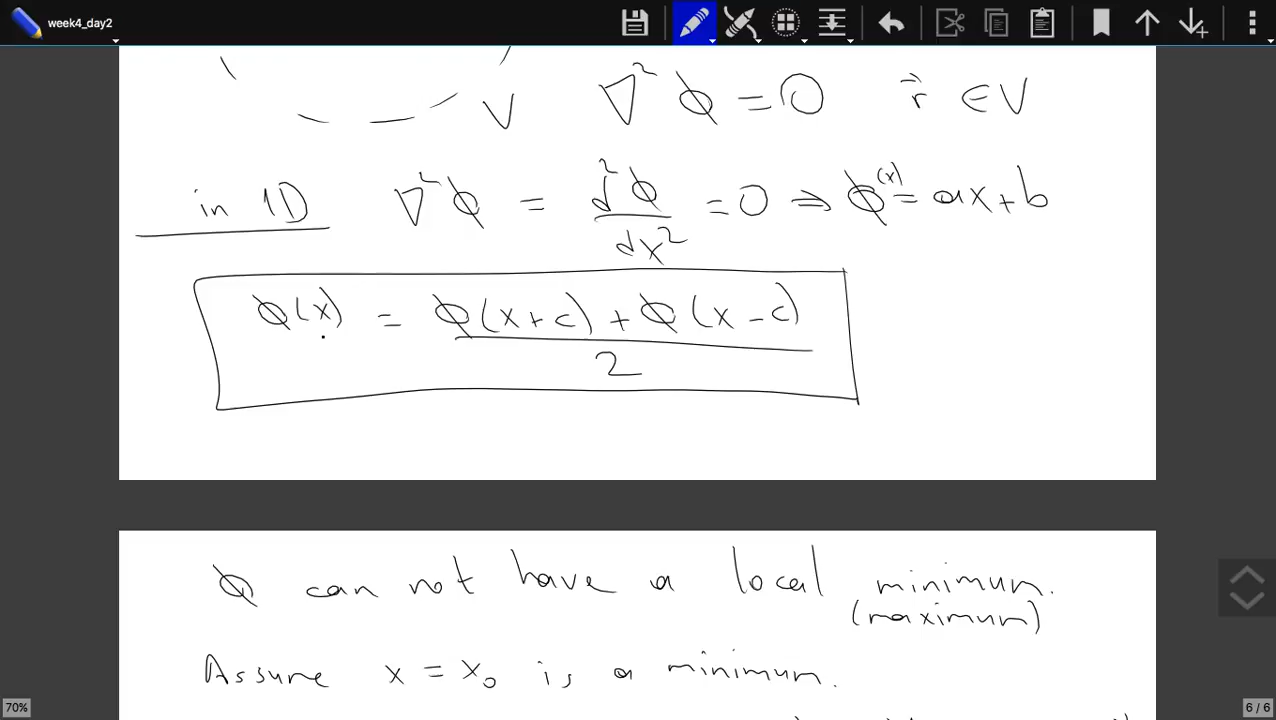 week4_day2
V ∇²ϕ = 0 r⃗ ∈ V
in 1D ∇²ϕ = d²ϕ/dx² = 0 ⇒ ϕ(x) = ax + b
ϕ(x) = (ϕ(x+c) + ϕ(x-c))/2
ϕ can not have a local minimum.
(maximum)
Assume x = x₀ is a minimum.
70%
6 / 6